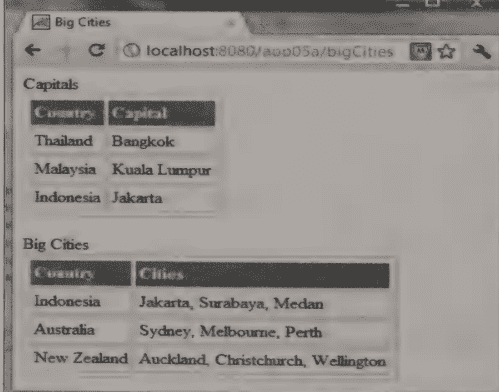 Big Cities
localhost:8080/app05a/bigCities
Capitals
Country Capital
Thailand Bangkok
Malaysia Kuala Lumpur
Indonesia Jakarta
Big Cities
Country Cities
Indonesia Jakarta, Surabaya, Medan
Australia Sydney, Melbourne, Perth
New Zealand Auckland, Christchurch, Wellington